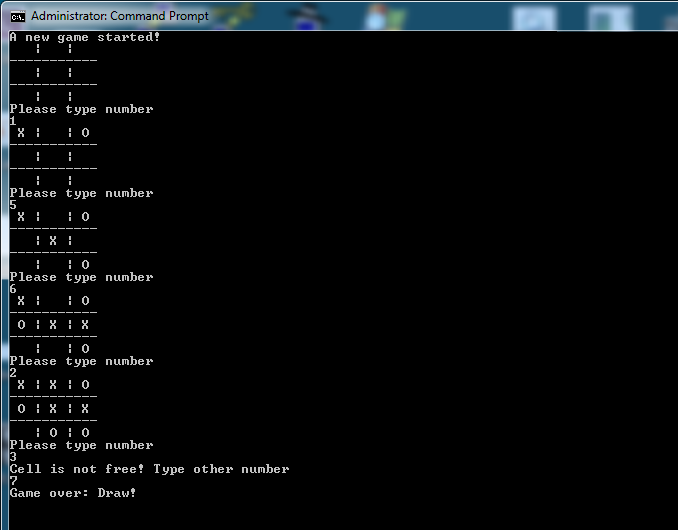 Administrator: Command Prompt
A new game started!
   ¦   ¦
-----------
   ¦   ¦
-----------
   ¦   ¦
Please type number
1
 X ¦   ¦ O
-----------
   ¦   ¦
-----------
   ¦   ¦
Please type number
5
 X ¦   ¦ O
-----------
   ¦ X ¦
-----------
   ¦   ¦ O
Please type number
6
 X ¦   ¦ O
-----------
 O ¦ X ¦ X
-----------
   ¦   ¦ O
Please type number
2
 X ¦ X ¦ O
-----------
 O ¦ X ¦ X
-----------
   ¦ O ¦ O
Please type number
3
Cell is not free! Type other number
7
Game over: Draw!